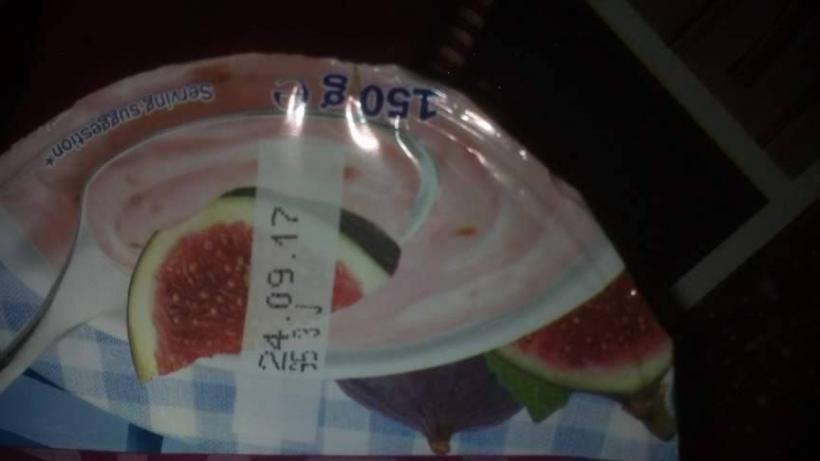 150 g ℮
Serving suggestion*
24.09.17